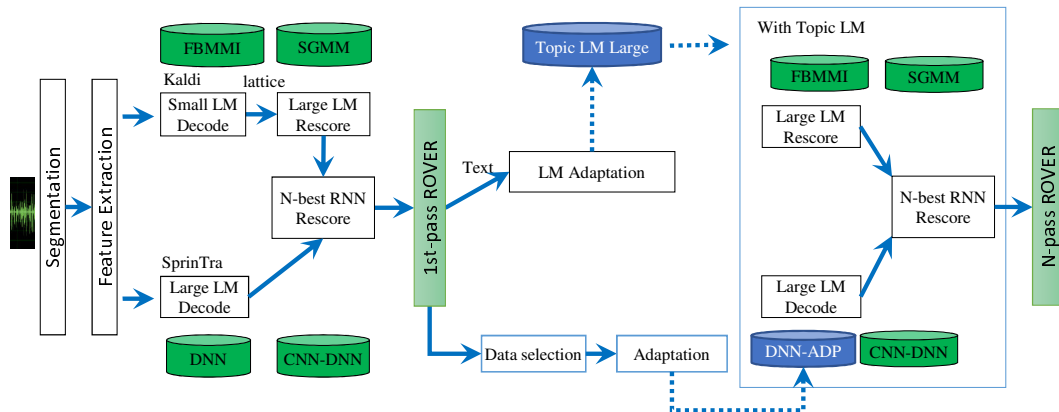 FBMMI
SGMM
Topic LM Large
With Topic LM
Kaldi
lattice
FBMMI
SGMM
Small LM
Decode
Large LM
Rescore
Large LM
Rescore
Segmentation
Feature Extraction
1st-pass ROVER
Text
LM Adaptation
N-best RNN
Rescore
N-best RNN
Rescore
N-pass ROVER
SprinTra
Large LM
Decode
Large LM
Decode
DNN
CNN-DNN
Data selection
Adaptation
DNN-ADP
CNN-DNN